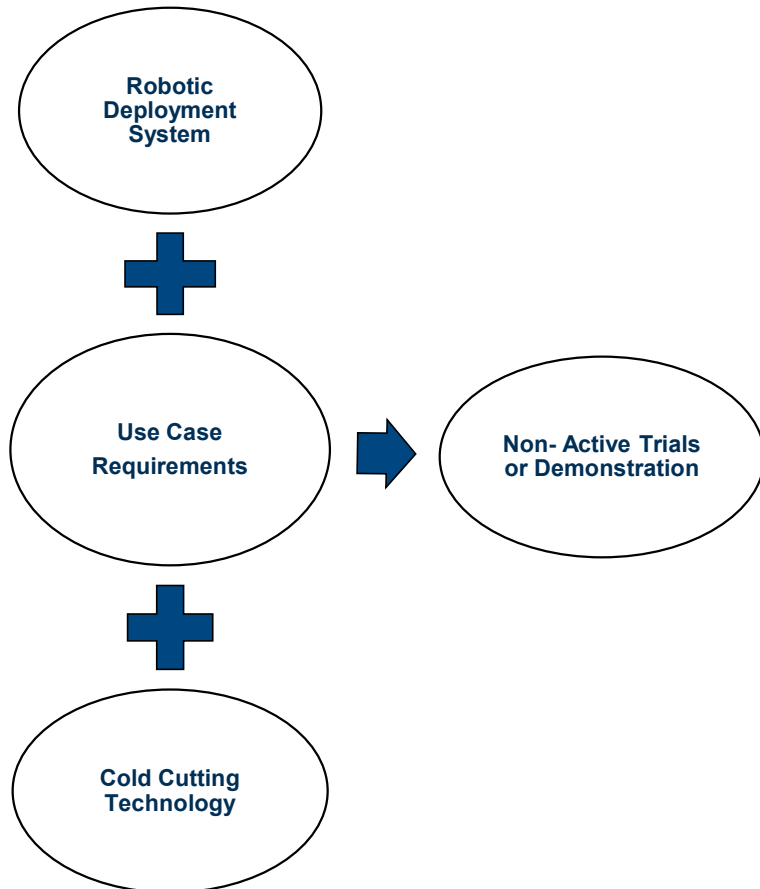 Robotic
Deployment
System
Use Case
Requirements
Non- Active Trials
or Demonstration
Cold Cutting
Technology